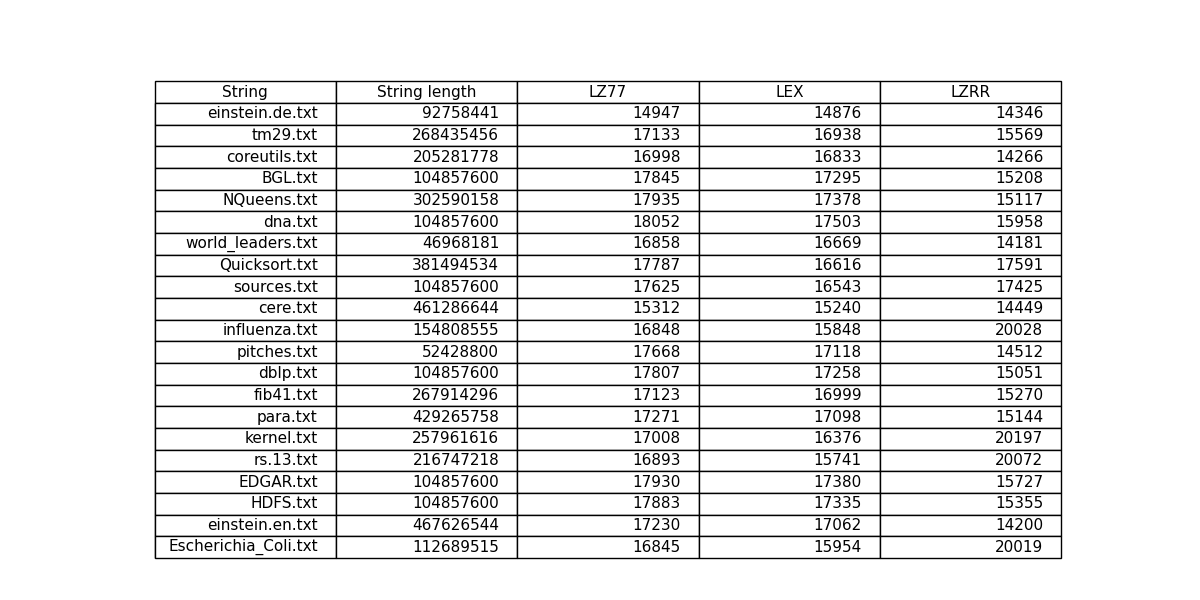 String String length LZ77 LEX LZRR
einstein.de.txt 92758441 14947 14876 14346
tm29.txt 268435456 17133 16938 15569
coreutils.txt 205281778 16998 16833 14266
BGL.txt 104857600 17845 17295 15208
NQueens.txt 302590158 17935 17378 15117
dna.txt 104857600 18052 17503 15958
world_leaders.txt 46968181 16858 16669 14181
Quicksort.txt 381494534 17787 16616 17591
sources.txt 104857600 17625 16543 17425
cere.txt 461286644 15312 15240 14449
influenza.txt 154808555 16848 15848 20028
pitches.txt 52428800 17668 17118 14512
dblp.txt 104857600 17807 17258 15051
fib41.txt 267914296 17123 16999 15270
para.txt 429265758 17271 17098 15144
kernel.txt 257961616 17008 16376 20197
rs.13.txt 216747218 16893 15741 20072
EDGAR.txt 104857600 17930 17380 15727
HDFS.txt 104857600 17883 17335 15355
einstein.en.txt 467626544 17230 17062 14200
Escherichia_Coli.txt 112689515 16845 15954 20019